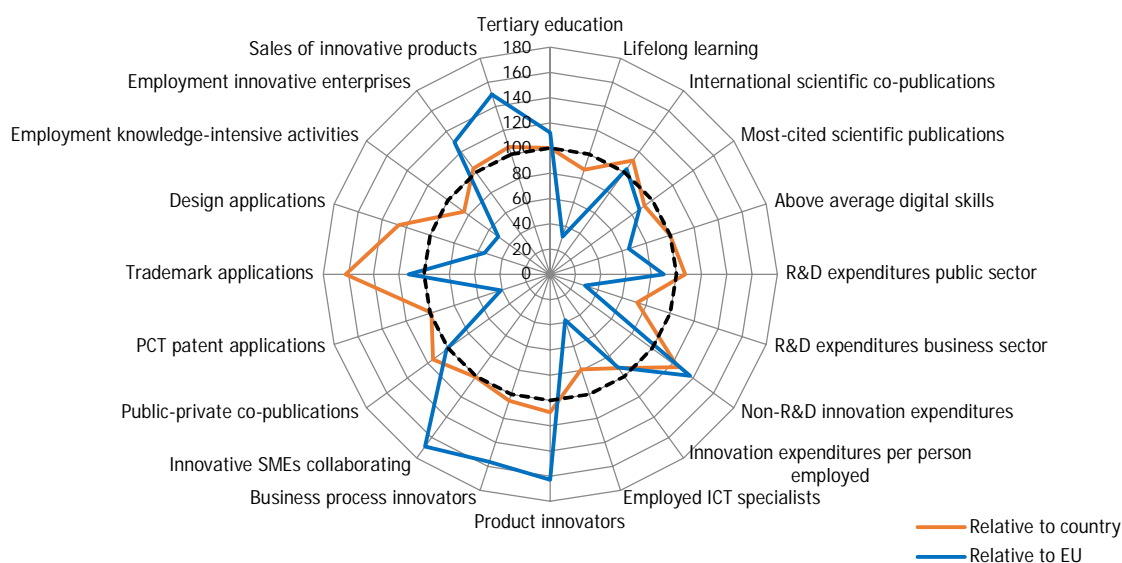 Tertiary education
Sales of innovative products
180
Lifelong learning
160
Employment innovative enterprises
International scientific co-publications
140
120
Employment knowledge-intensive activities
Most-cited scientific publications
100
80
60
Design applications
Above average digital skills
40
20
Trademark applications
0
R&D expenditures public sector
PCT patent applications
R&D expenditures business sector
Public-private co-publications
Non-R&D innovation expenditures
Innovative SMEs collaborating
Innovation expenditures per person
employed
Business process innovators
Employed ICT specialists
Product innovators
Relative to country
Relative to EU